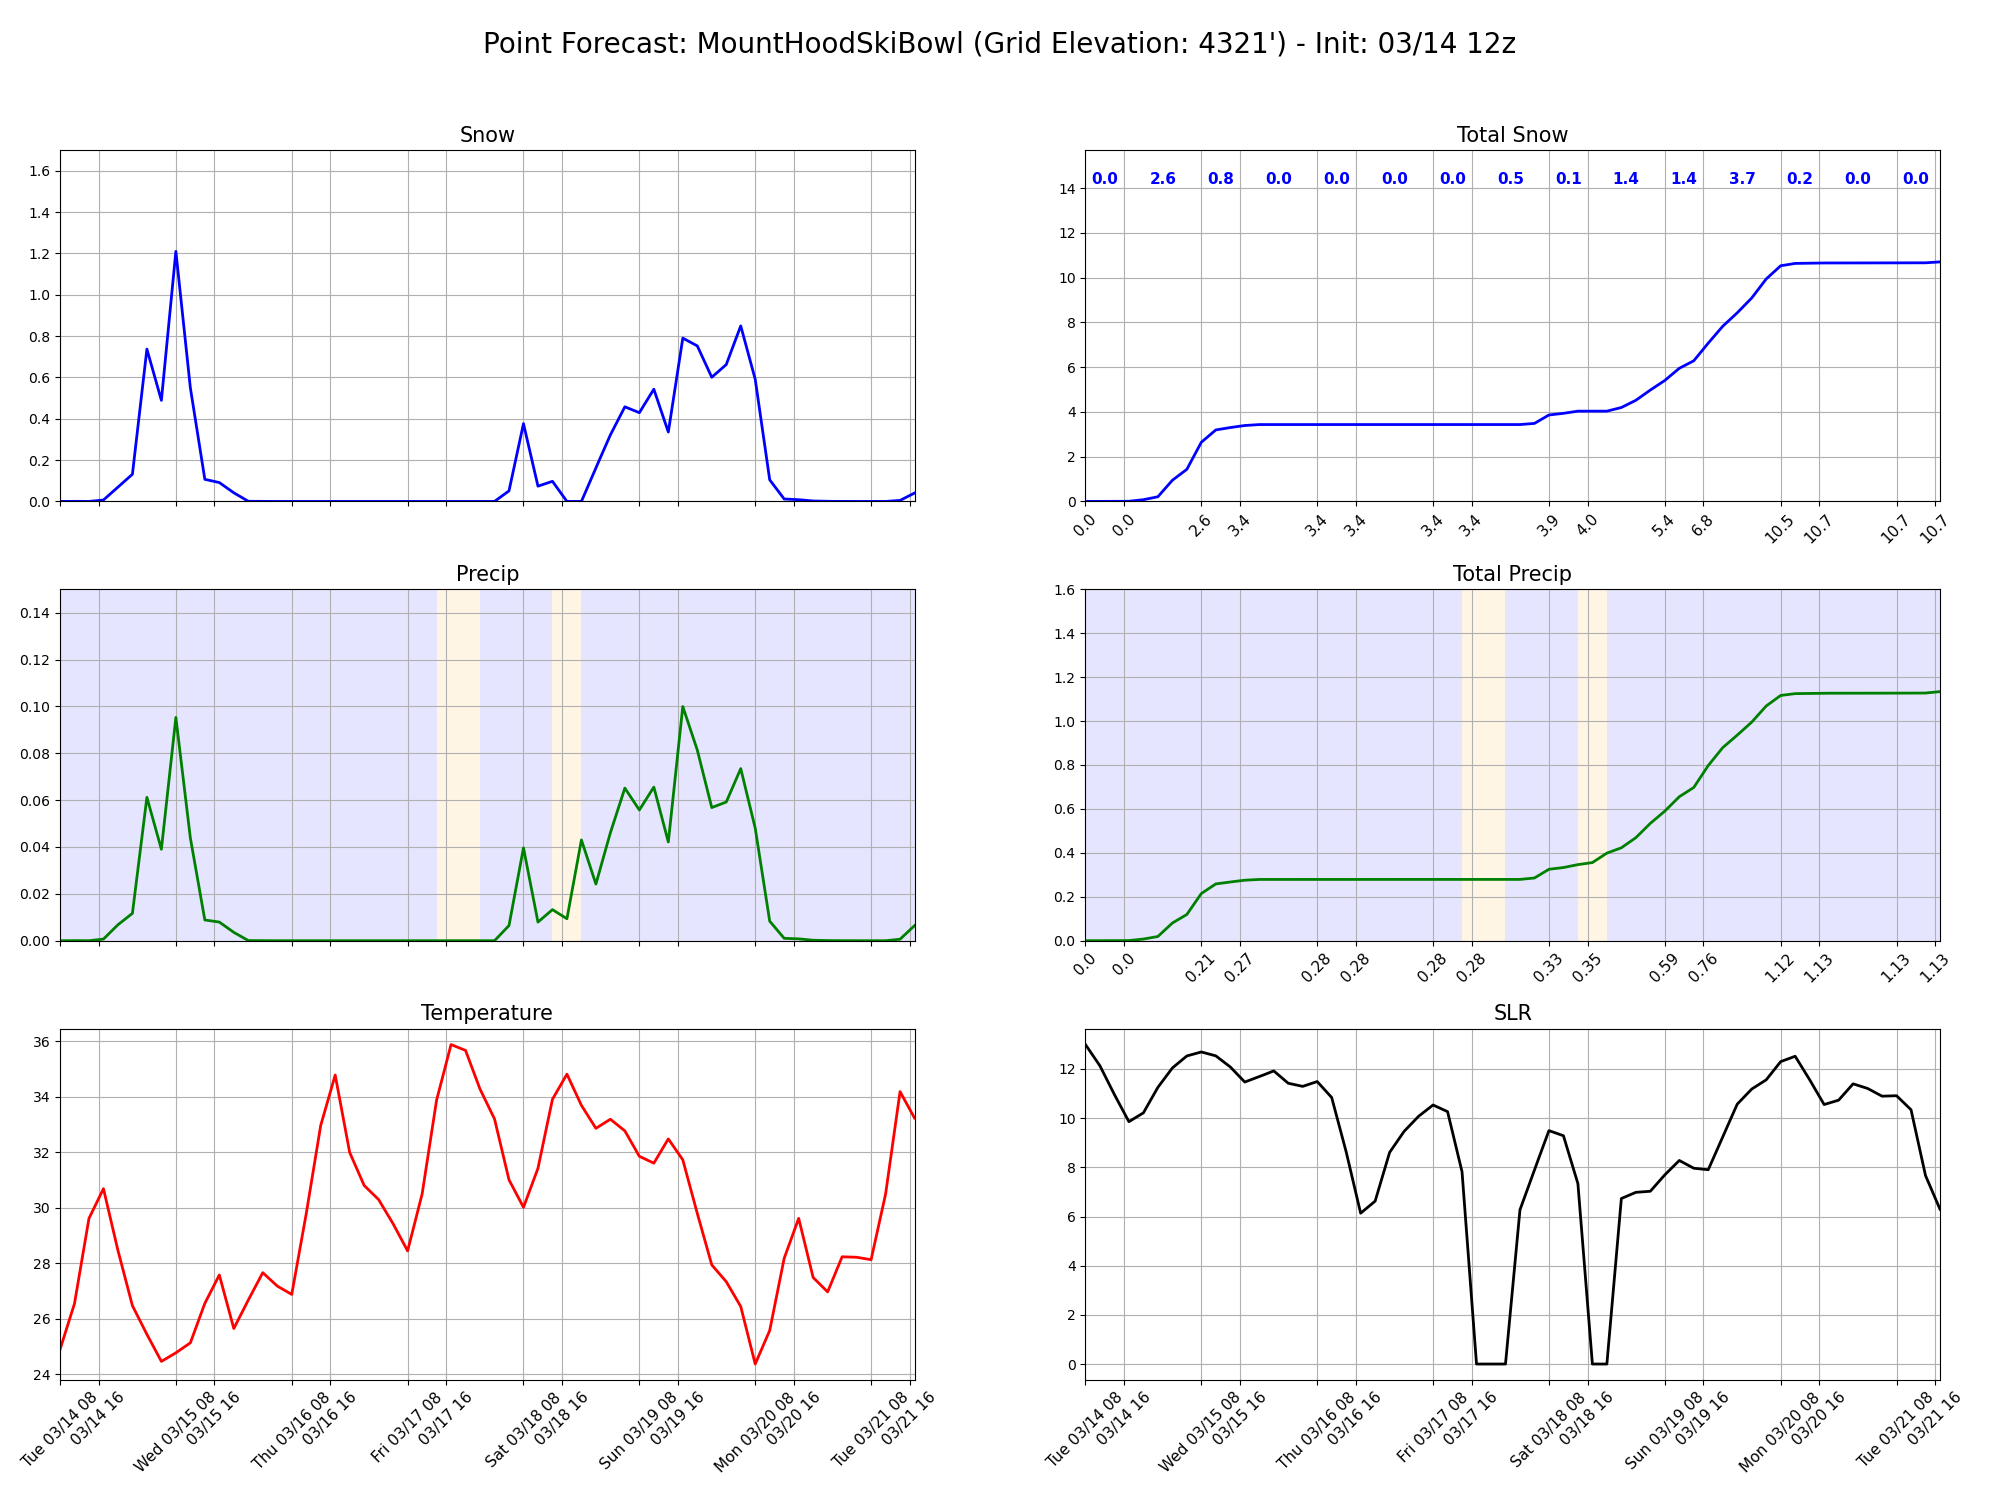 Point Forecast: MountHoodSkiBowl (Grid Elevation: 4321') - Init: 03/14 12z
Snow
1.6
1.4
1.2
1.0
0.8
0.6
0.4
0.2
0.0
Total Snow
0.0 2.6 0.8 0.0 0.0 0.0 0.0 0.5 0.1 1.4 1.4 3.7 0.2 0.0 0.0
14
12
10
8
6
4
2
0
0.0 0.0 2.6 3.4 3.4 3.4 3.4 3.4 3.9 4.0 5.4 6.8 10.5 10.7 10.7 10.7
Precip
0.14
0.12
0.10
0.08
0.06
0.04
0.02
0.00
Total Precip
1.6
1.4
1.2
1.0
0.8
0.6
0.4
0.2
0.0
0.0 0.0 0.21 0.27 0.28 0.28 0.28 0.28 0.33 0.35 0.59 0.76 1.12 1.13 1.13 1.13
Temperature
36
34
32
30
28
26
24
Tue 03/14 08
03/14 16
Wed 03/15 08
03/15 16
Thu 03/16 08
03/16 16
Fri 03/17 08
03/17 16
Sat 03/18 08
03/18 16
Sun 03/19 08
03/19 16
Mon 03/20 08
03/20 16
Tue 03/21 08
03/21 16
SLR
12
10
8
6
4
2
0
Tue 03/14 08
03/14 16
Wed 03/15 08
03/15 16
Thu 03/16 08
03/16 16
Fri 03/17 08
03/17 16
Sat 03/18 08
03/18 16
Sun 03/19 08
03/19 16
Mon 03/20 08
03/20 16
Tue 03/21 08
03/21 16